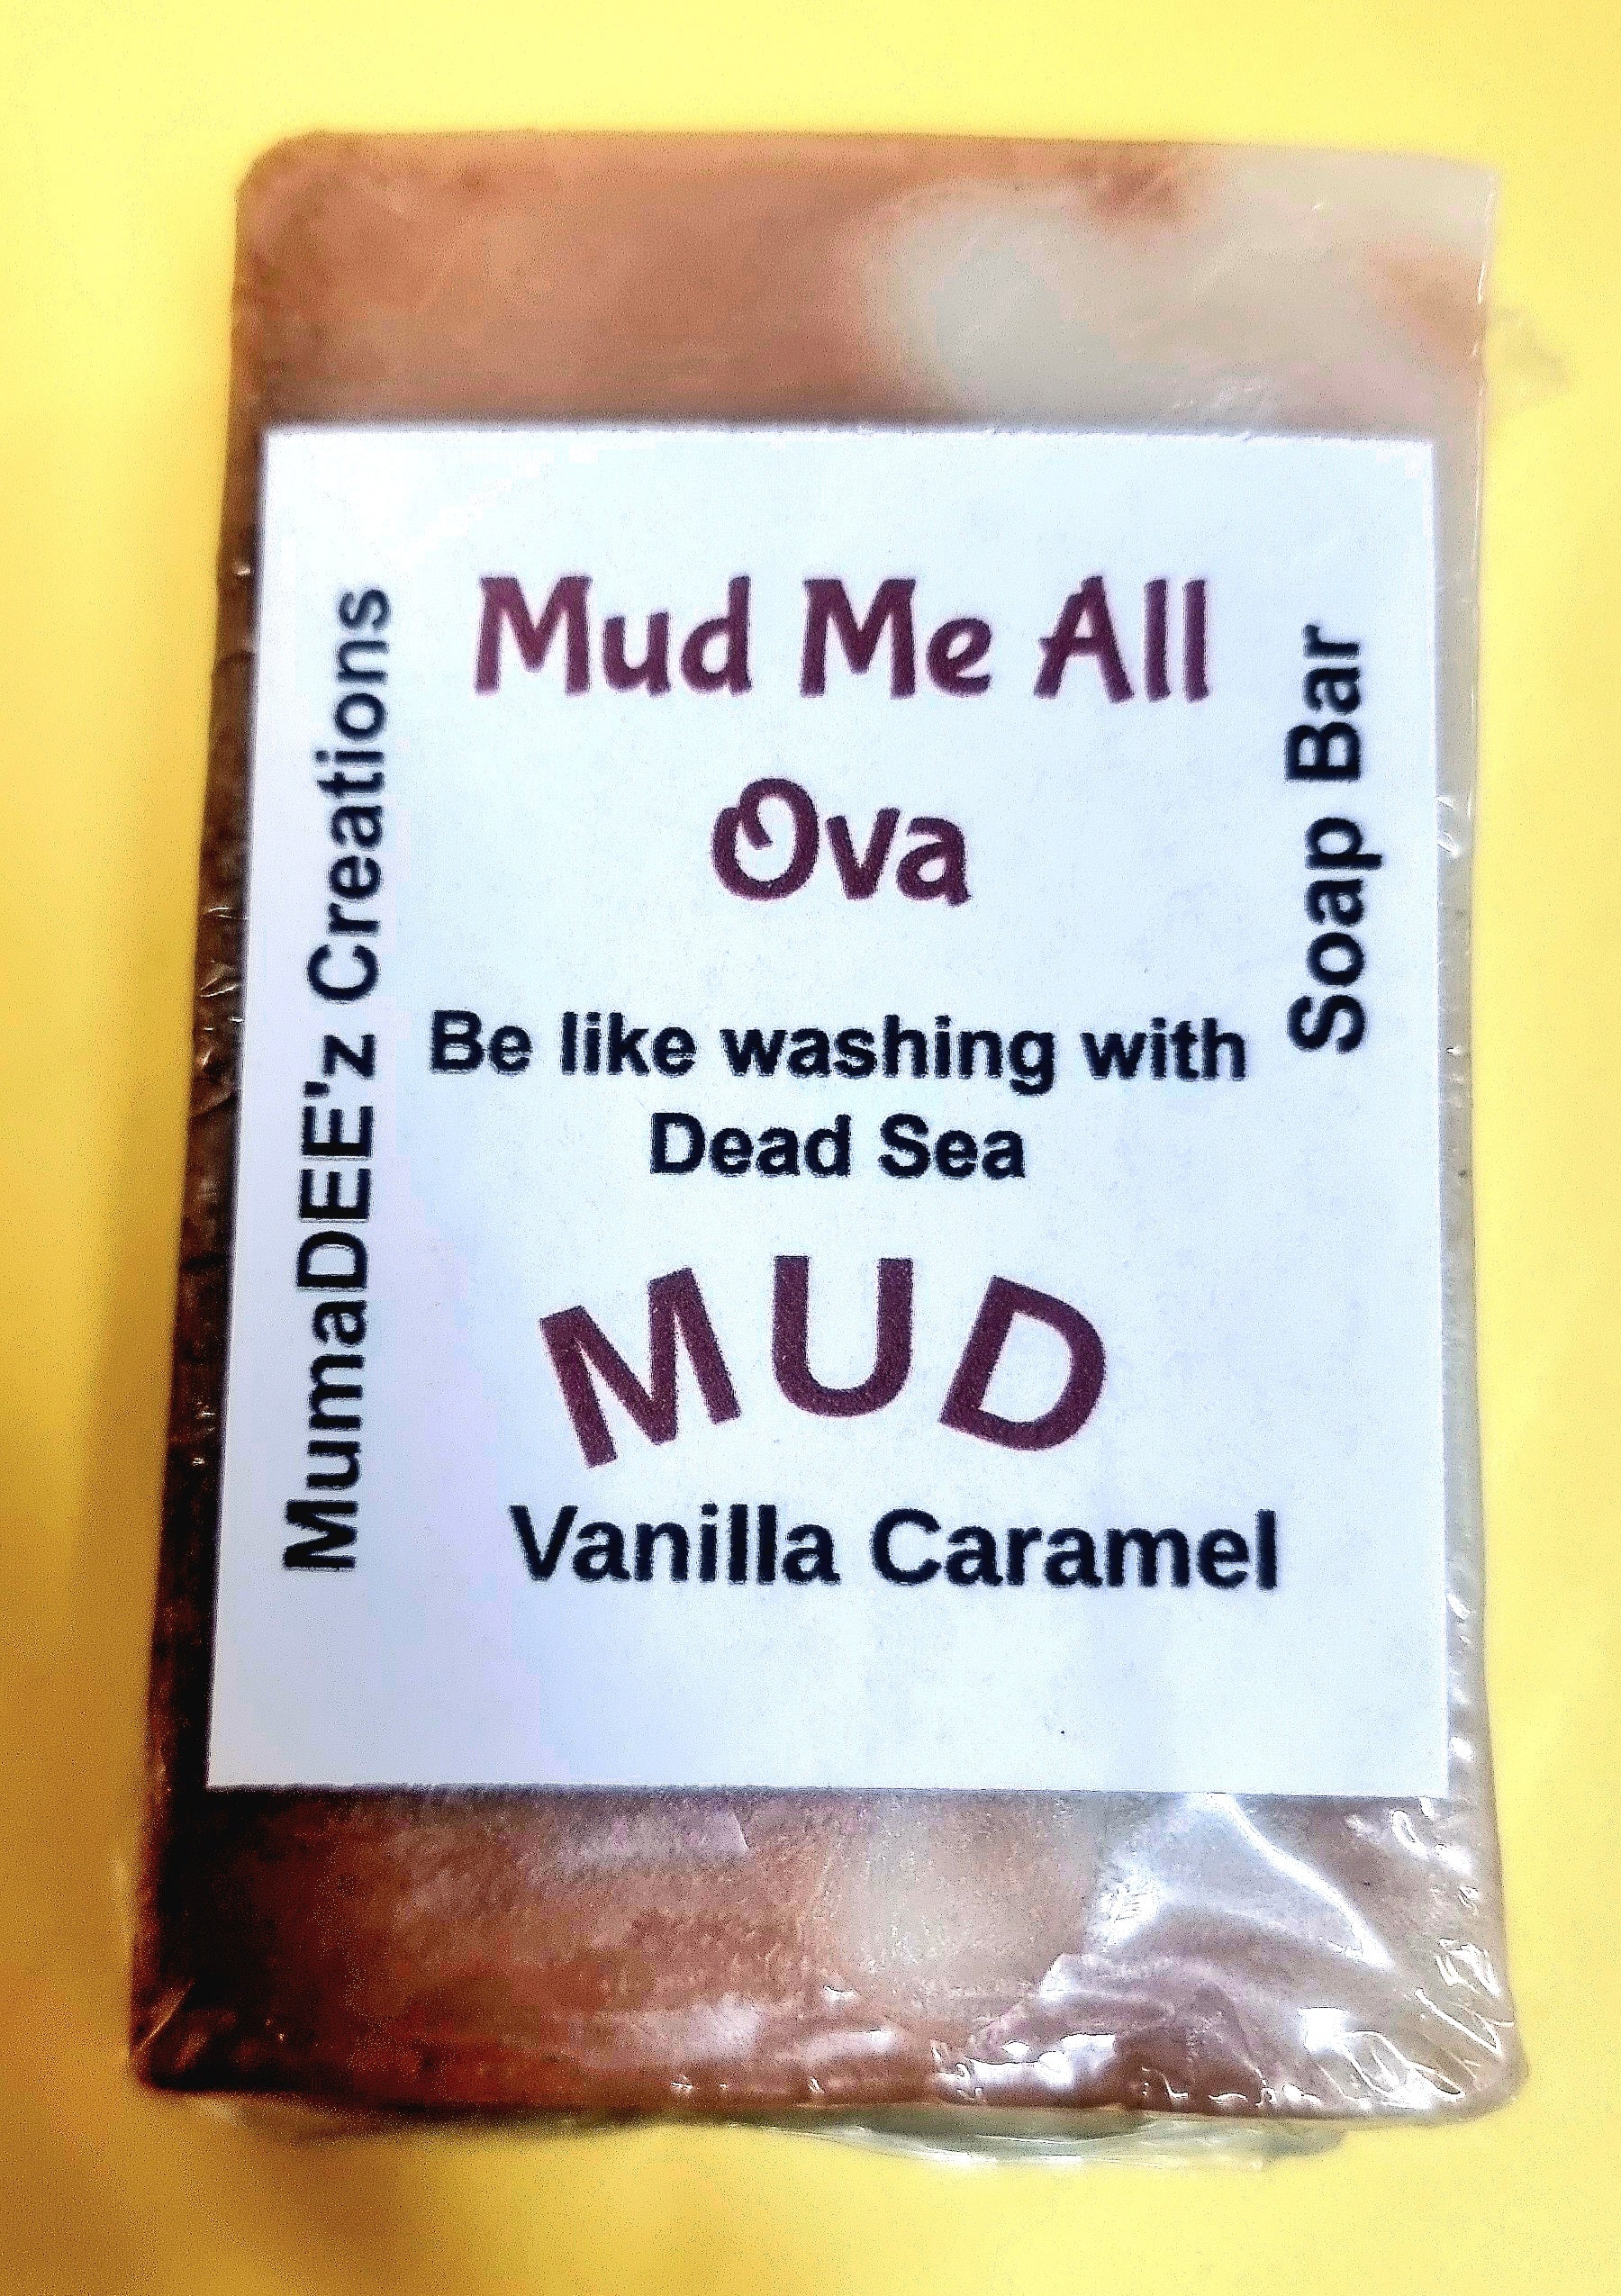 Mud Me All
Ova
Be like washing with
Dead Sea
MUD
Vanilla Caramel
MumaDEE'z Creations
Soap Bar